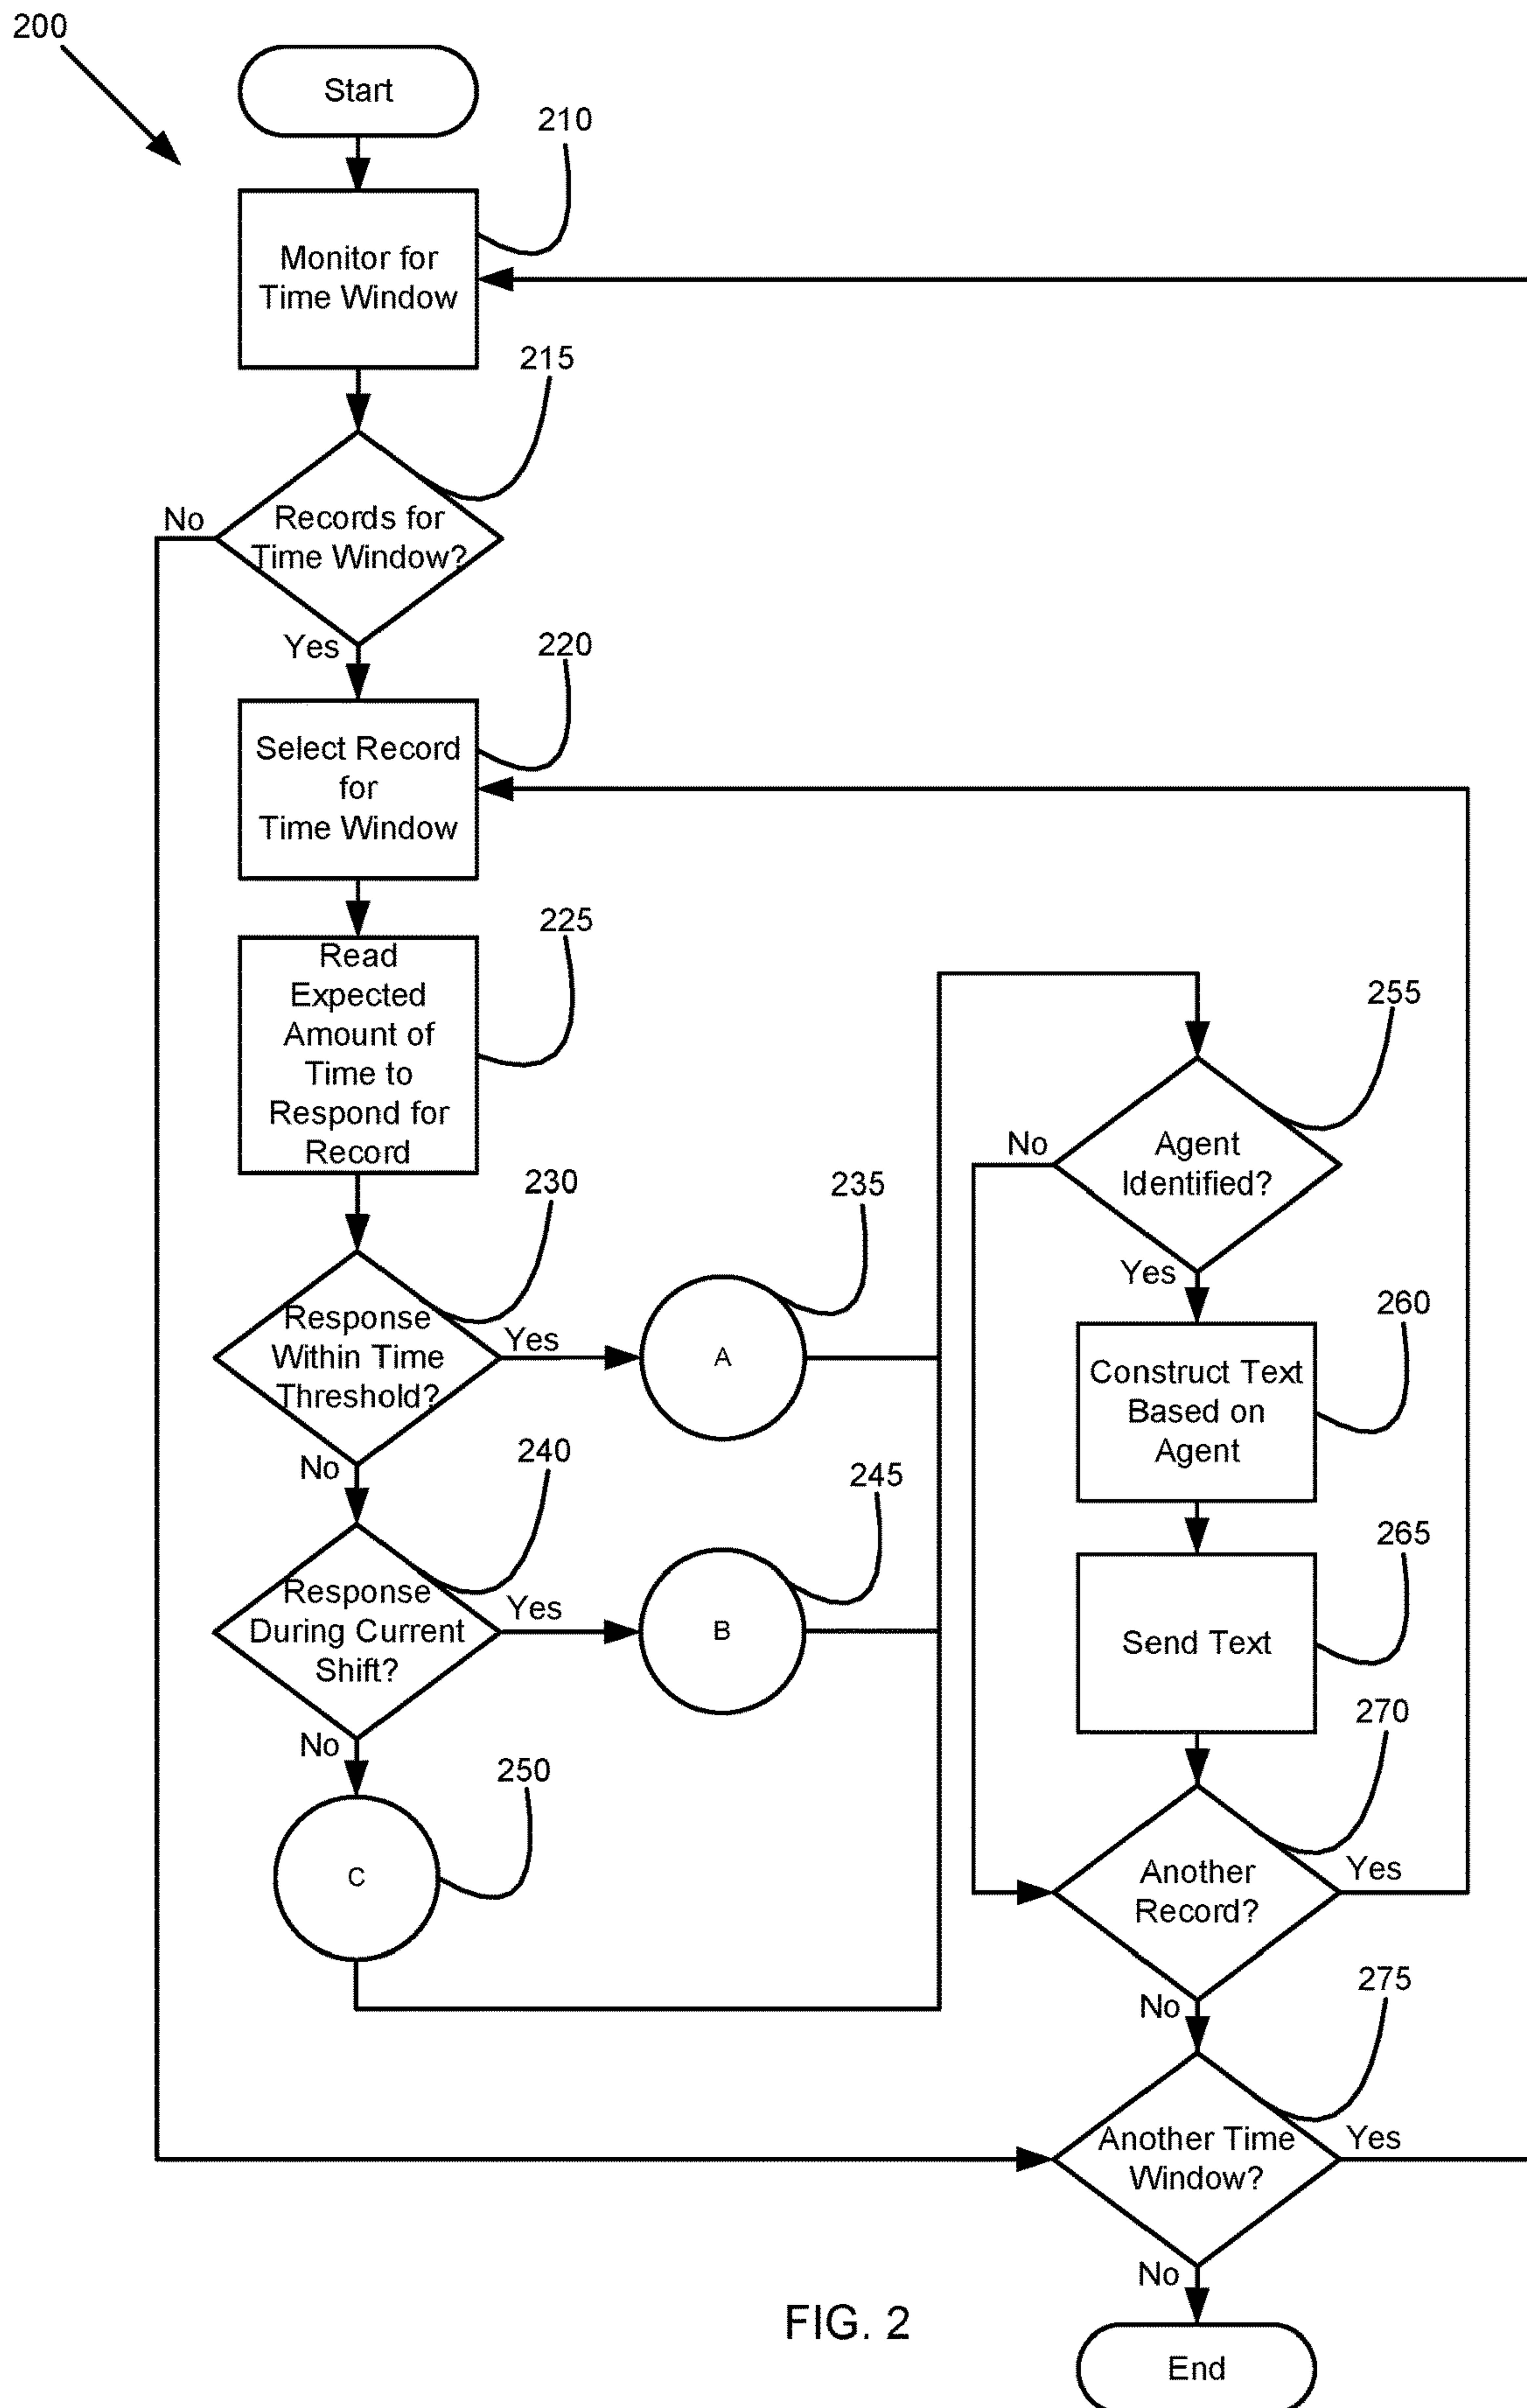 200
Start
210
Monitor for
Time Window
215
No
Records for
Time Window?
Yes
220
Select Record
for
Time Window
225
Read
Expected
Amount of
Time to
Respond for
Record
230
Response
Within Time
Threshold?
Yes
235
A
No
240
Response
During Current
Shift?
Yes
245
B
No
250
C
255
No
Agent
Identified?
Yes
260
Construct Text
Based on
Agent
265
Send Text
270
Another
Record?
Yes
No
275
Another Time
Window?
Yes
No
End
FIG. 2